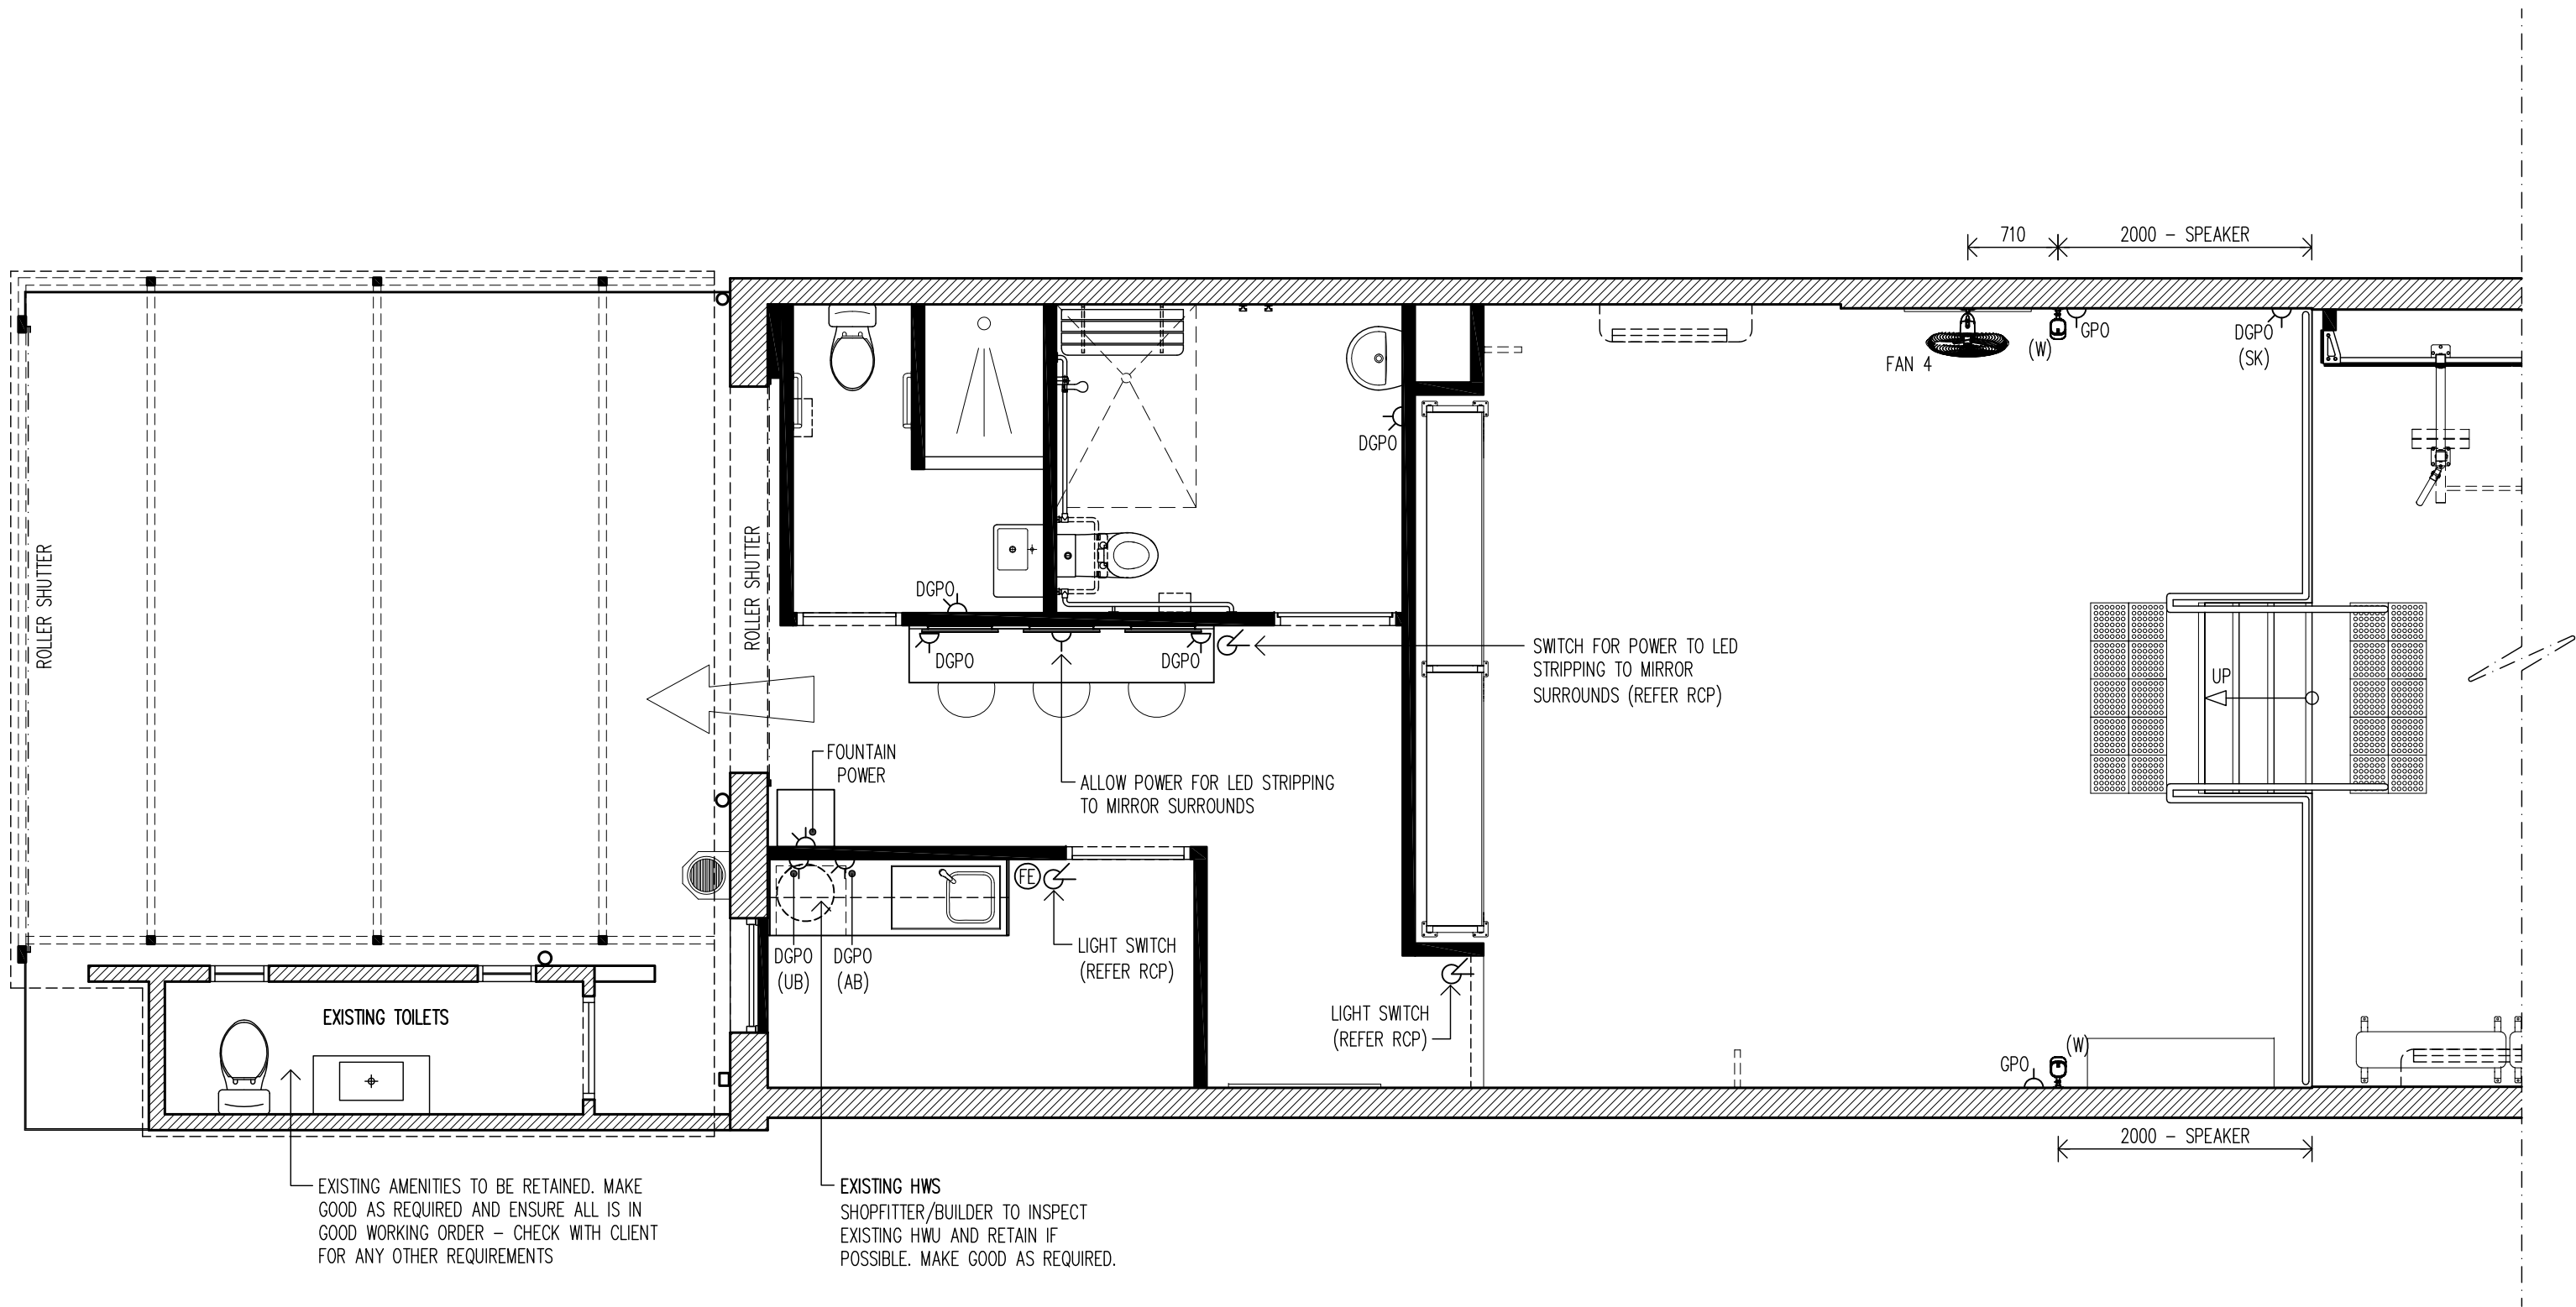 710
2000 - SPEAKER
FAN 4
(W)
GPO
DGPO
(SK)
DGPO
ROLLER SHUTTER
ROLLER SHUTTER
DGPO
DGPO
DGPO
SWITCH FOR POWER TO LED
STRIPPING TO MIRROR
SURROUNDS (REFER RCP)
UP
FOUNTAIN
POWER
ALLOW POWER FOR LED STRIPPING
TO MIRROR SURROUNDS
FE
DGPO
(UB)
DGPO
(AB)
LIGHT SWITCH
(REFER RCP)
LIGHT SWITCH
(REFER RCP)
EXISTING TOILETS
GPO
(W)
2000 - SPEAKER
EXISTING AMENITIES TO BE RETAINED. MAKE
GOOD AS REQUIRED AND ENSURE ALL IS IN
GOOD WORKING ORDER - CHECK WITH CLIENT
FOR ANY OTHER REQUIREMENTS
EXISTING HWS
SHOPFITTER/BUILDER TO INSPECT
EXISTING HWU AND RETAIN IF
POSSIBLE. MAKE GOOD AS REQUIRED.